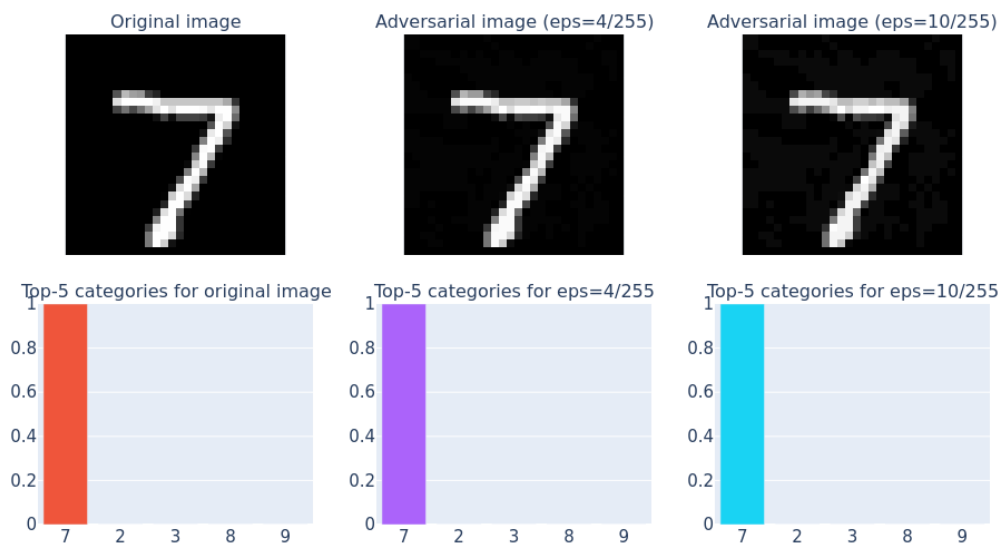 Original image
Adversarial image (eps=4/255)
Adversarial image (eps=10/255)
7
7
7
Top-5 categories for original image
Top-5 categories for eps=4/255
Top-5 categories for eps=10/255
1
0.8
0.6
0.4
0.2
0
7 2 3 8 9
1
0.8
0.6
0.4
0.2
0
7 2 3 8 9
1
0.8
0.6
0.4
0.2
0
7 2 3 8 9